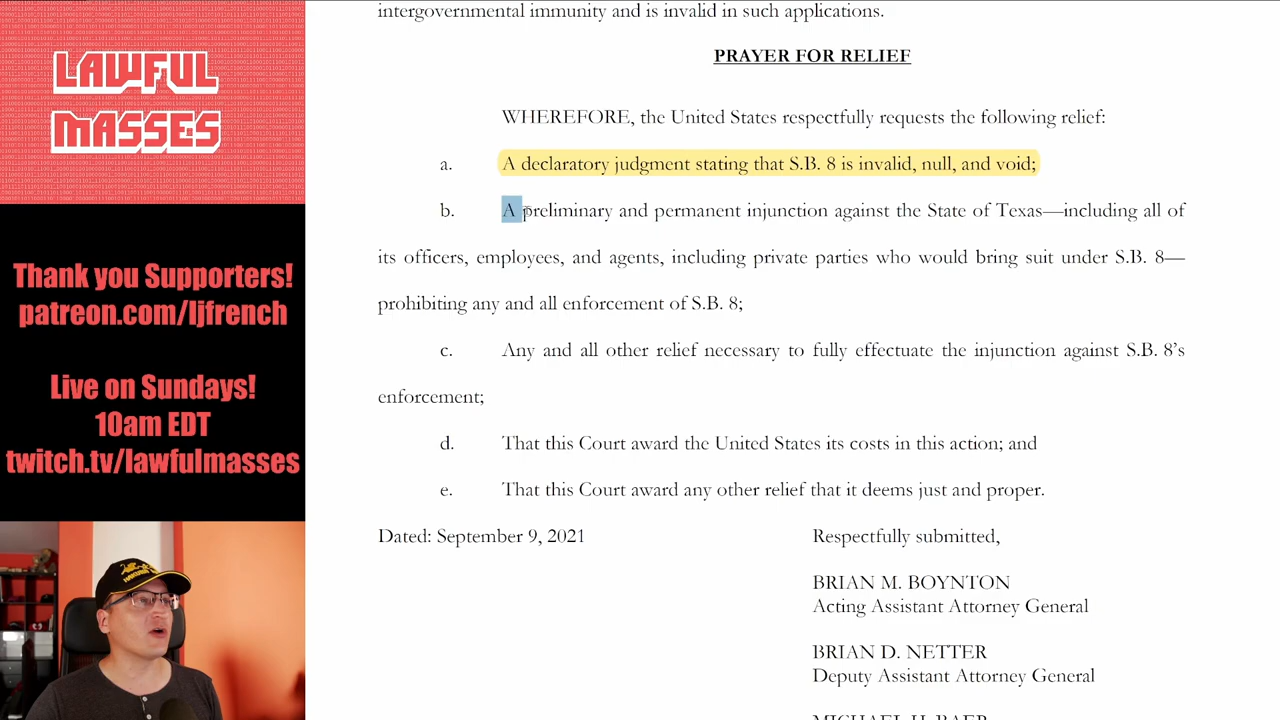 LAWFUL
MASSES
Thank you Supporters!
patreon.com/ljfrench
Live on Sundays!
10am EDT
twitch.tv/lawfulmasses
intergovernmental immunity and is invalid in such applications.
PRAYER FOR RELIEF
WHEREFORE, the United States respectfully requests the following relief:
a. A declaratory judgment stating that S.B. 8 is invalid, null, and void;
b. A preliminary and permanent injunction against the State of Texas—including all of
its officers, employees, and agents, including private parties who would bring suit under S.B. 8—
prohibiting any and all enforcement of S.B. 8;
c. Any and all other relief necessary to fully effectuate the injunction against S.B. 8’s
enforcement;
d. That this Court award the United States its costs in this action; and
e. That this Court award any other relief that it deems just and proper.
Dated: September 9, 2021
Respectfully submitted,
BRIAN M. BOYNTON
Acting Assistant Attorney General
BRIAN D. NETTER
Deputy Assistant Attorney General